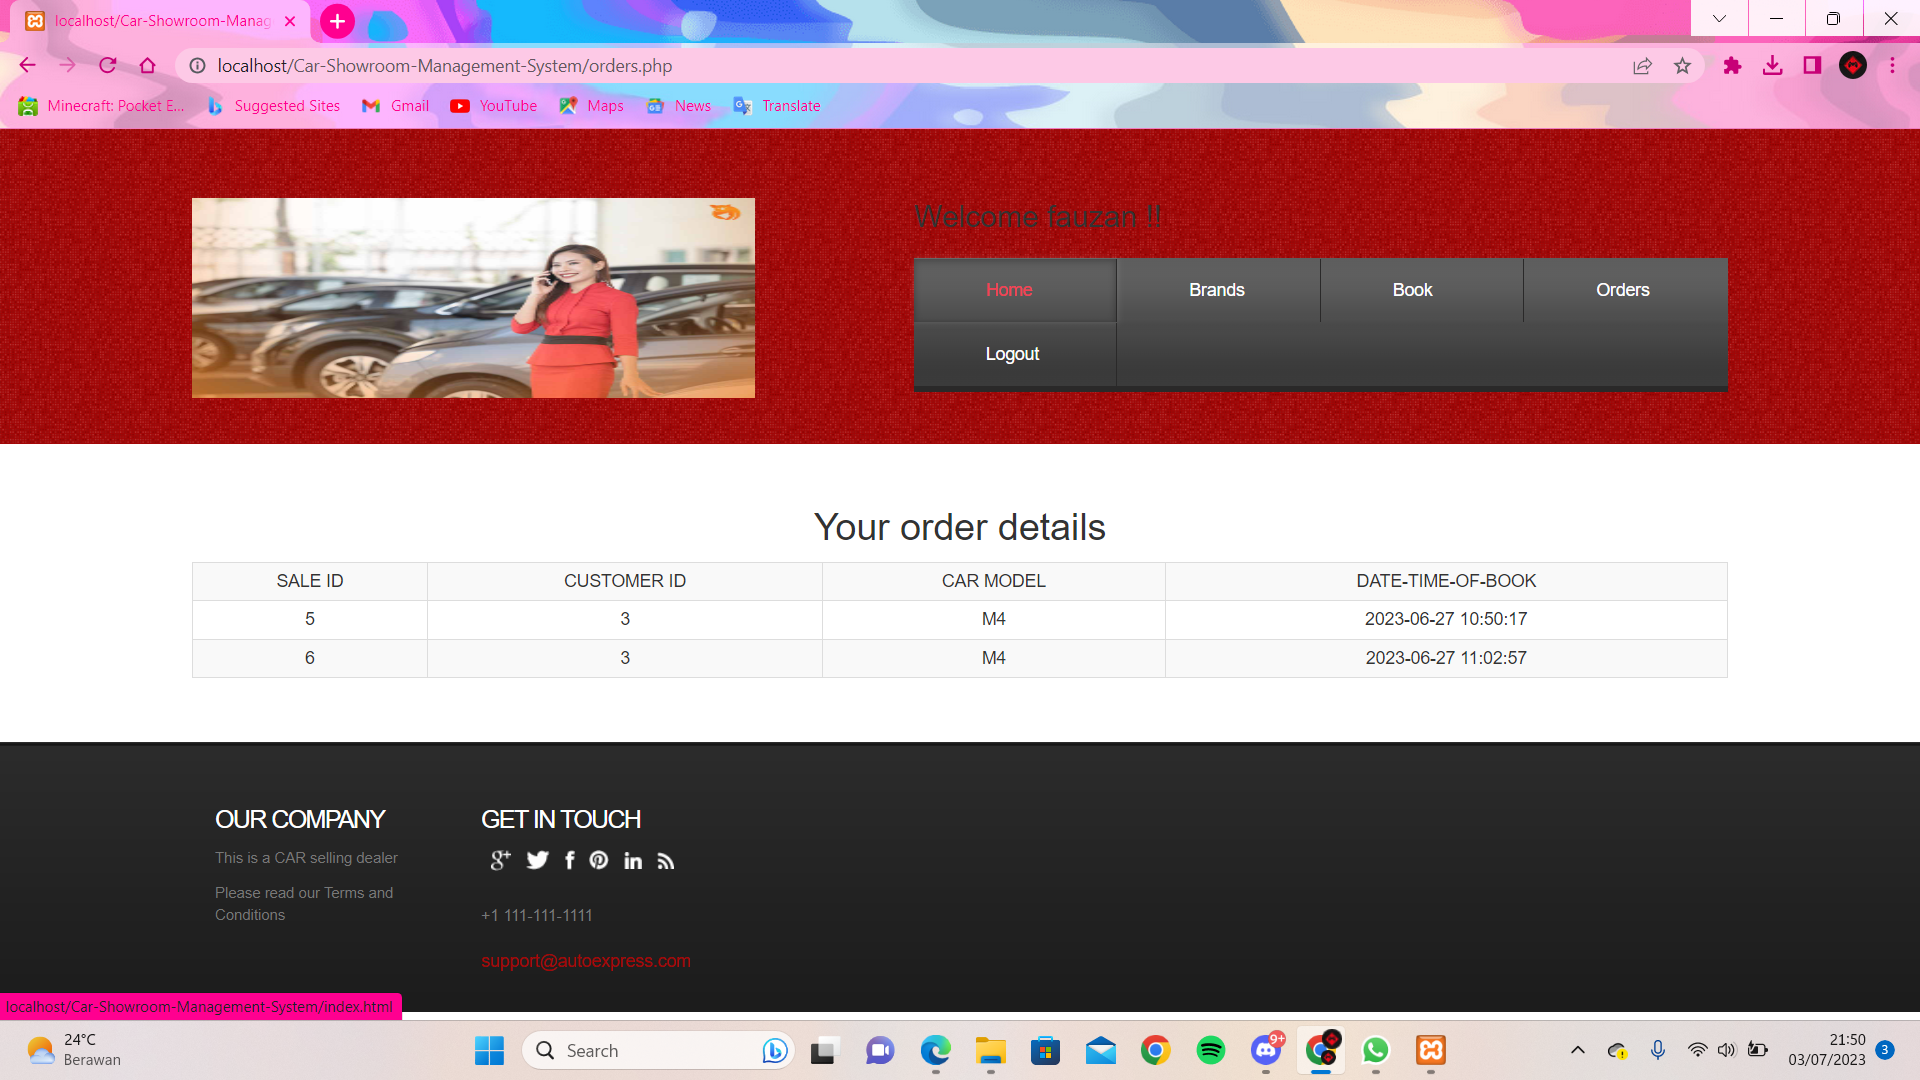 localhost/Car-Showroom-Manag
localhost/Car-Showroom-Management-System/orders.php
Minecraft: Pocket E...
Suggested Sites
Gmail
YouTube
Maps
News
Translate
Welcome fauzan !!
Home
Brands
Book
Orders
Logout
Your order details
SALE ID CUSTOMER ID CAR MODEL DATE-TIME-OF-BOOK
5 3 M4 2023-06-27 10:50:17
6 3 M4 2023-06-27 11:02:57
OUR COMPANY
This is a CAR selling dealer
Please read our Terms and
Conditions
GET IN TOUCH
+1 111-111-1111
support@autoexpress.com
localhost/Car-Showroom-Management-System/index.html
24°C
Berawan
Search
9+
21:50
03/07/2023
3